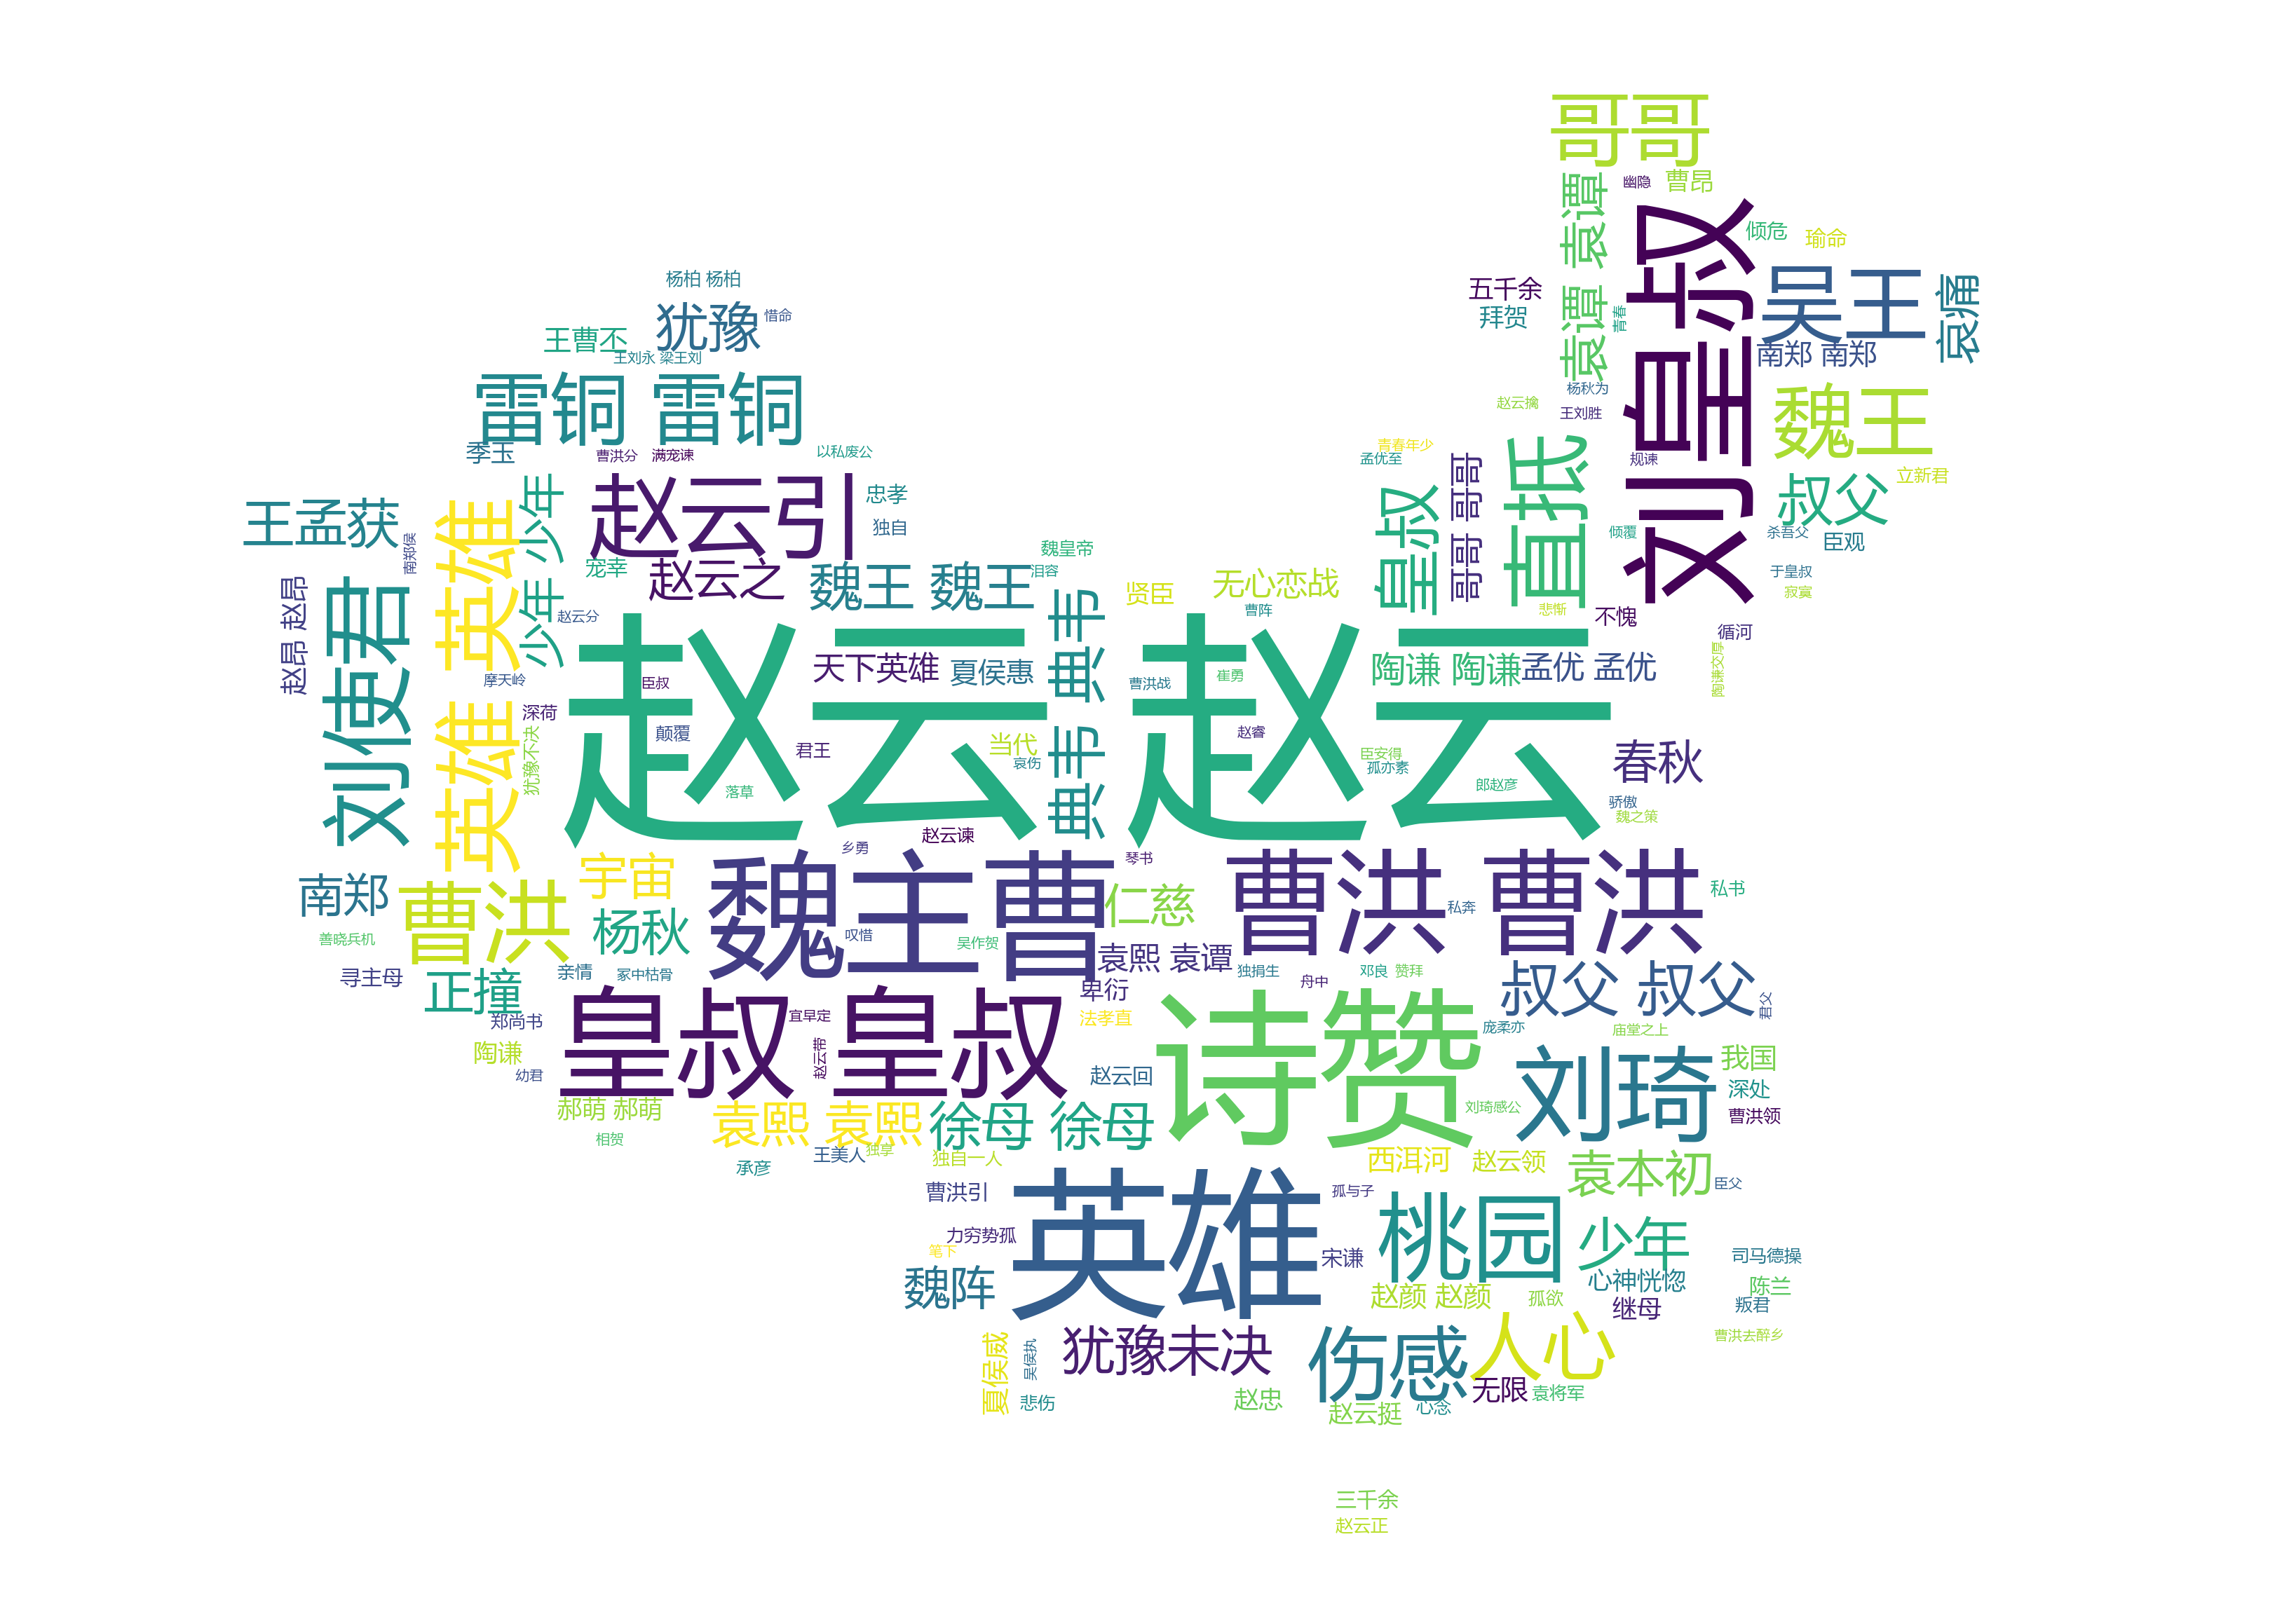 哥哥
幽隐
曹昂
袁谭 袁谭
刘皇叔
倾危
瑜命
杨柏 杨柏
五千余
拜贺
青春
吴王
哀痛
犹豫
惜命
王曹丕
王刘永 梁王刘
南郑 南郑
雷铜 雷铜
杨秋为
赵云擒
王刘胜
魏王
季玉
曹洪分
满宠谏
以私废公
青春年少
孟优至
规谏
直抵
哥哥 哥哥
皇叔
叔父
立新君
赵云引
忠孝
独自
少年 少年
英雄 英雄
王孟获
南郑侯
倾覆
杀吾父
臣观
魏皇帝
泪容
于皇叔
宠幸
赵云之
魏王 魏王
贤臣
无心恋战
曹阵
悲惭
不愧
循河
赵昂 赵昂
刘使君
赵云分
典韦 典韦
赵云 赵云
天下英雄
夏侯惠
曹洪战
崔勇
陶谦 陶谦
孟优 孟优
陶谦交厚
摩天岭
臣叔
深荷
颠覆
君王
当代
哀伤
赵睿
臣安得
孤亦素
春秋
犹豫不决
落草
郎赵彦
骄傲
魏之策
赵云谏
乡勇
琴书
宇宙
魏主曹
曹洪 曹洪
南郑
曹洪
仁慈
私书
私奔
杨秋
叹惜
吴作贺
善晓兵机
袁熙 袁谭
寻主母
正撞
亲情
冢中枯骨
独捐生
舟中
邓良
赞拜
叔父 叔父
君父
卑衍
皇叔 皇叔
宜早定
法孝直
诗赞
郑尚书
庞柔亦
庙堂之上
陶谦
赵云带
刘琦
我国
幼君
赵云回
深处
郝萌 郝萌
刘琦感公
曹洪领
相贺
袁熙 袁熙
徐母 徐母
王美人
独享
独自一人
承彦
西洱河
赵云领
袁本初
臣父
曹洪引
英雄
孤与子
桃园
少年
力穷势孤
笔下
宋谦
司马德操
魏阵
心神恍惚
陈兰
赵颜 赵颜
孤欲
继母
叛君
夏侯威
吴侯执
犹豫未决
伤感
人心
曹洪去醉乡
无限
袁将军
悲伤
赵忠
赵云挺
心念
三千余
赵云正